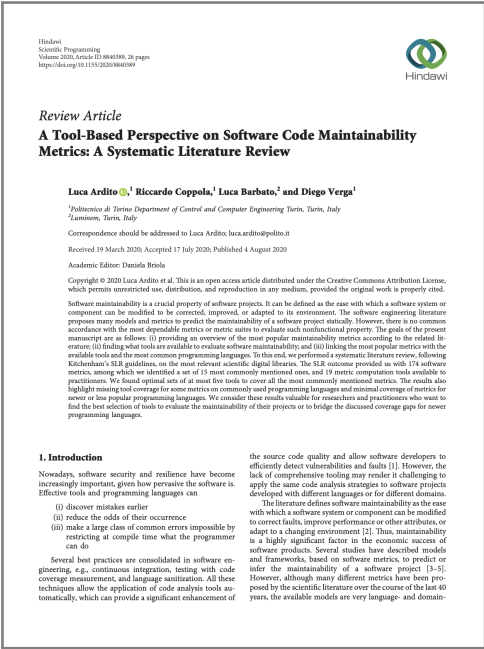 Hindawi
Scientific Programming
Volume 2020, Article ID 8840389, 26 pages
https://doi.org/10.1155/2020/8840389
Hindawi
Review Article
A Tool-Based Perspective on Software Code Maintainability
Metrics: A Systematic Literature Review
Luca Ardito,1 Riccardo Coppola,1 Luca Barbato,2 and Diego Verga1
1Politecnico di Torino Department of Control and Computer Engineering Turin, Turin, Italy
2Luminem, Turin, Italy
Correspondence should be addressed to Luca Ardito; luca.ardito@polito.it
Received 19 March 2020; Accepted 17 July 2020; Published 4 August 2020
Academic Editor: Daniela Briola
Copyright © 2020 Luca Ardito et al. This is an open access article distributed under the Creative Commons Attribution License,
which permits unrestricted use, distribution, and reproduction in any medium, provided the original work is properly cited.
Software maintainability is a crucial property of software projects. It can be defined as the ease with which a software system or
component can be modified to be corrected, improved, or adapted to its environment. The software engineering literature
proposes many models and metrics to predict the maintainability of a software project statically. However, there is no common
accordance with the most dependable metrics or metric suites to evaluate such nonfunctional property. The goals of the present
manuscript are as follows: (i) providing an overview of the most popular maintainability metrics according to the related lit-
erature; (ii) finding what tools are available to evaluate software maintainability; and (iii) linking the most popular metrics with the
available tools and the most common programming languages. To this end, we performed a systematic literature review, following
Kitchenham's SLR guidelines, on the most relevant scientific digital libraries. The SLR outcome provided us with 174 software
metrics, among which we identified a set of 15 most commonly mentioned ones, and 19 metric computation tools available to
practitioners. We found optimal sets of at most five tools to cover all the most commonly mentioned metrics. The results also
highlight missing tool coverage for some metrics on commonly used programming languages and minimal coverage of metrics for
newer or less popular programming languages. We consider these results valuable for researchers and practitioners who want to
find the best selection of tools to evaluate the maintainability of their projects or to bridge the discussed coverage gaps for newer
programming languages.
1. Introduction
Nowadays, software security and resilience have become
increasingly important, given how pervasive the software is.
Effective tools and programming languages can
(i) discover mistakes earlier
(ii) reduce the odds of their occurrence
(iii) make a large class of common errors impossible by
restricting at compile time what the programmer
can do
Several best practices are consolidated in software en-
gineering, e.g., continuous integration, testing with code
coverage measurement, and language sanitization. All these
techniques allow the application of code analysis tools au-
tomatically, which can provide a significant enhancement of
the source code quality and allow software developers to
efficiently detect vulnerabilities and faults [1]. However, the
lack of comprehensive tooling may render it challenging to
apply the same code analysis strategies to software projects
developed with different languages or for different domains.
The literature defines software maintainability as the ease
with which a software system or component can be modified
to correct faults, improve performance or other attributes, or
adapt to a changing environment [2]. Thus, maintainability
is a highly significant factor in the economic success of
software products. Several studies have described models
and frameworks, based on software metrics, to predict or
infer the maintainability of a software project [3–5].
However, although many different metrics have been pro-
posed by the scientific literature over the course of the last 40
years, the available models are very language- and domain-